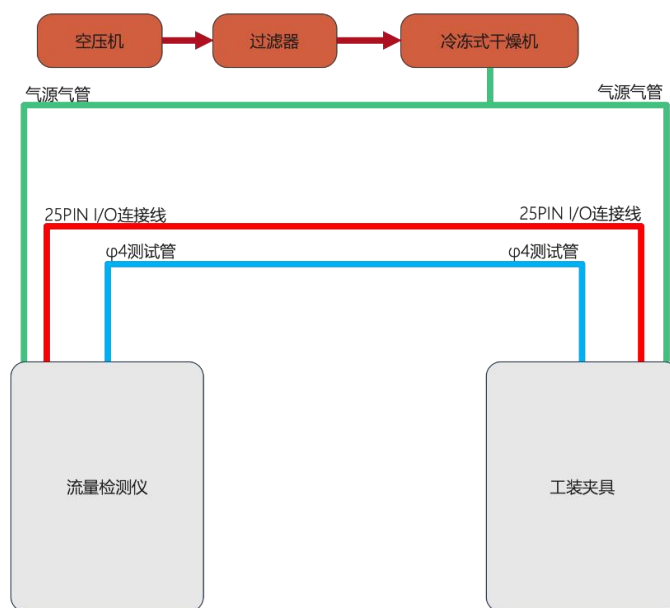 空压机
过滤器
冷冻式干燥机
气源气管
气源气管
25PIN I/O连接线
25PIN I/O连接线
φ4测试管
φ4测试管
流量检测仪
工装夹具